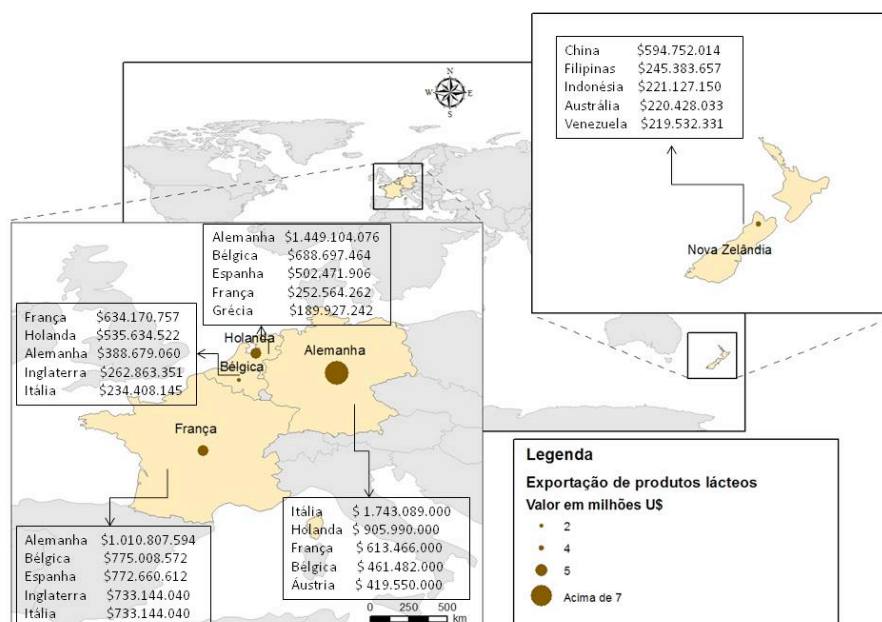 China $594.752.014
Filipinas $245.383.657
Indonésia $221.127.150
Austrália $220.428.033
Venezuela $219.532.331
N
W E
S
Nova Zelândia
Alemanha $1.449.104.076
Bélgica $688.697.464
Espanha $502.471.906
França $252.564.262
Grécia $189.927.242
França $634.170.757
Holanda $535.634.522
Alemanha $388.679.060
Inglaterra $262.863.351
Itália $234.408.145
Holanda
Alemanha
Bélgica
França
Itália $ 1.743.089.000
Holanda $ 905.990.000
França $ 613.466.000
Bélgica $ 461.482.000
Áustria $ 419.550.000
Alemanha $1.010.807.594
Bélgica $775.008.572
Espanha $772.660.612
Inglaterra $733.144.040
Itália $733.144.040
0 250 500
km
Legenda
Exportação de produtos lácteos
Valor em milhões U$
2
4
5
Acima de 7